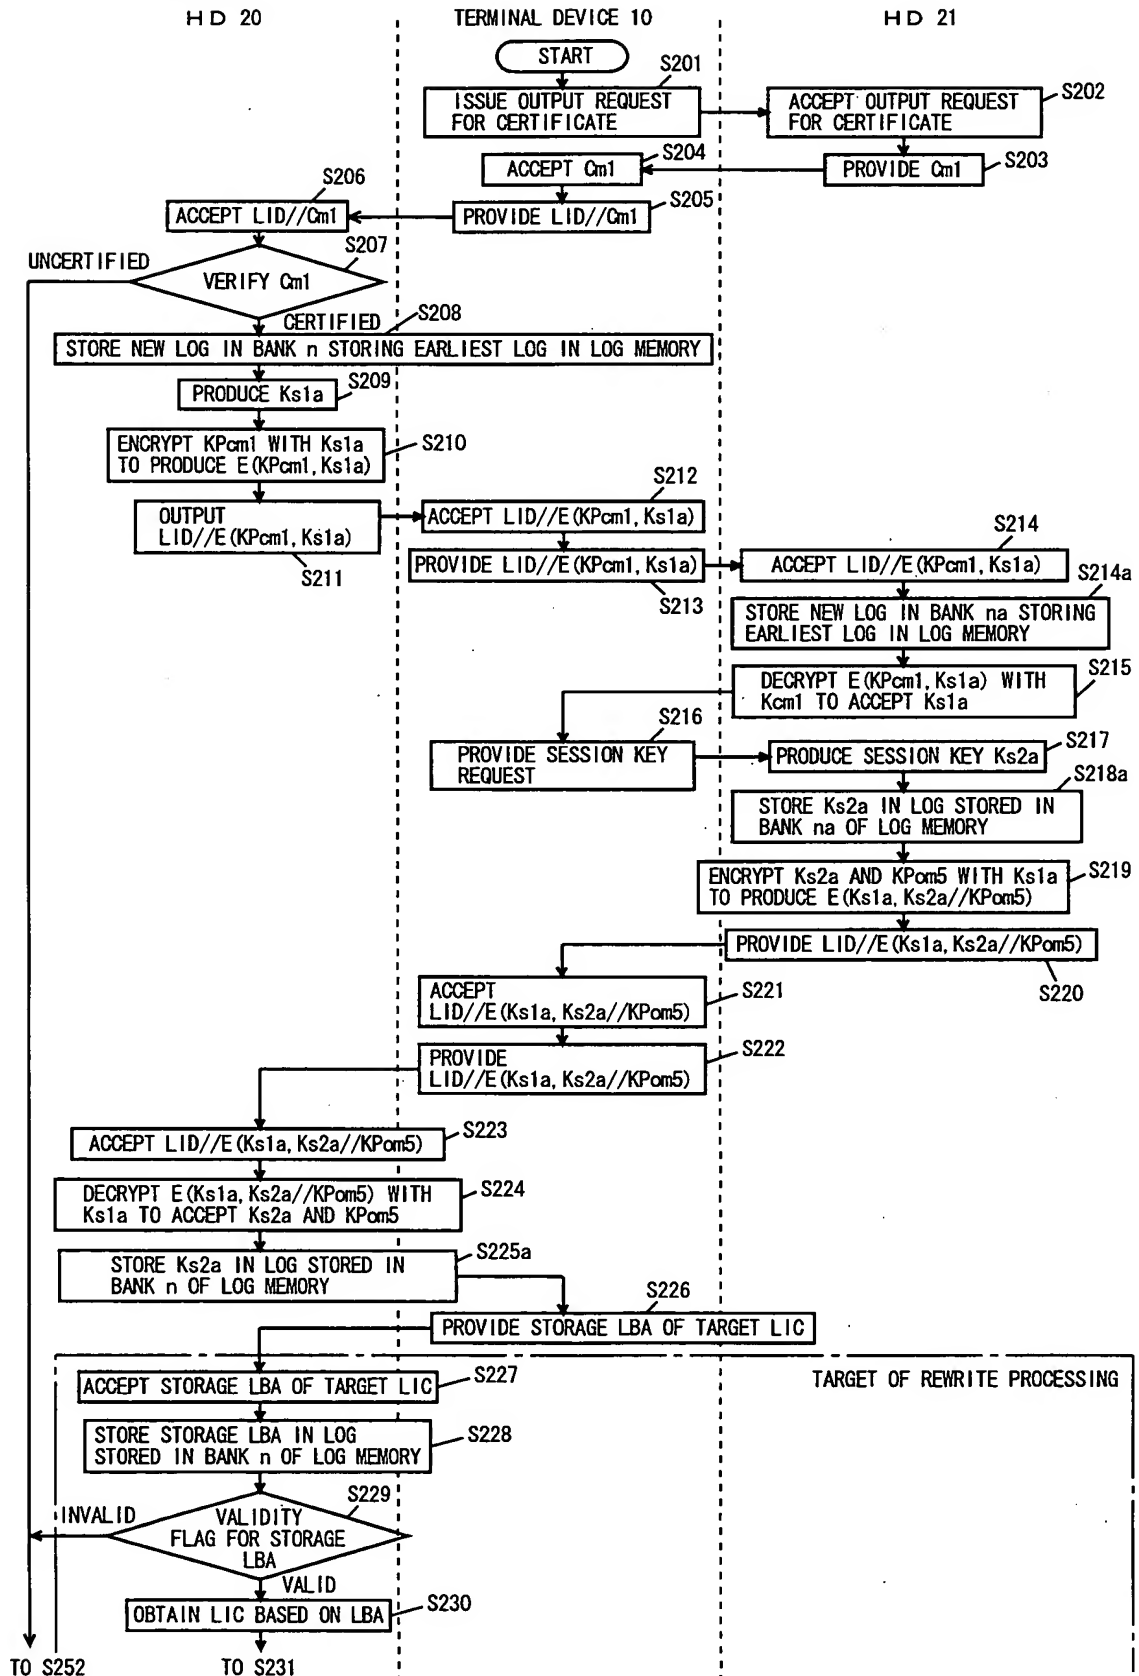 HD 20
TERMINAL DEVICE 10
HD 21
START
S201
ISSUE OUTPUT REQUEST
FOR CERTIFICATE
S202
ACCEPT OUTPUT REQUEST
FOR CERTIFICATE
S203
PROVIDE Cm1
S204
ACCEPT Cm1
S205
PROVIDE LID//Cm1
S206
ACCEPT LID//Cm1
S207
UNCERTIFIED
VERIFY Cm1
CERTIFIED
S208
STORE NEW LOG IN BANK n STORING EARLIEST LOG IN LOG MEMORY
S209
PRODUCE Ks1a
S210
ENCRYPT KPcm1 WITH Ks1a
TO PRODUCE E(KPcm1, Ks1a)
OUTPUT
LID//E(KPcm1, Ks1a)
S211
S212
ACCEPT LID//E(KPcm1, Ks1a)
PROVIDE LID//E(KPcm1, Ks1a)
S213
S214
ACCEPT LID//E(KPcm1, Ks1a)
S214a
STORE NEW LOG IN BANK na STORING
EARLIEST LOG IN LOG MEMORY
S215
DECRYPT E(KPcm1, Ks1a) WITH
Kcm1 TO ACCEPT Ks1a
S216
PROVIDE SESSION KEY
REQUEST
S217
PRODUCE SESSION KEY Ks2a
S218a
STORE Ks2a IN LOG STORED IN
BANK na OF LOG MEMORY
S219
ENCRYPT Ks2a AND KPom5 WITH Ks1a
TO PRODUCE E(Ks1a, Ks2a//KPom5)
PROVIDE LID//E(Ks1a, Ks2a//KPom5)
S220
ACCEPT
LID//E(Ks1a, Ks2a//KPom5)
S221
PROVIDE
LID//E(Ks1a, Ks2a//KPom5)
S222
ACCEPT LID//E(Ks1a, Ks2a//KPom5)
S223
DECRYPT E(Ks1a, Ks2a//KPom5) WITH
Ks1a TO ACCEPT Ks2a AND KPom5
S224
STORE Ks2a IN LOG STORED IN
BANK n OF LOG MEMORY
S225a
S226
PROVIDE STORAGE LBA OF TARGET LIC
TARGET OF REWRITE PROCESSING
ACCEPT STORAGE LBA OF TARGET LIC
S227
STORE STORAGE LBA IN LOG
STORED IN BANK n OF LOG MEMORY
S228
S229
INVALID
VALIDITY
FLAG FOR STORAGE
LBA
VALID
OBTAIN LIC BASED ON LBA
S230
TO S252
TO S231